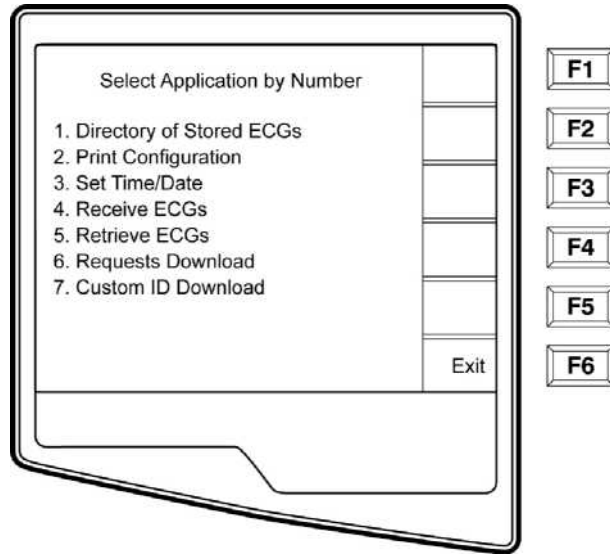 Select Application by Number
1. Directory of Stored ECGs
2. Print Configuration
3. Set Time/Date
4. Receive ECGs
5. Retrieve ECGs
6. Requests Download
7. Custom ID Download
Exit
F1
F2
F3
F4
F5
F6